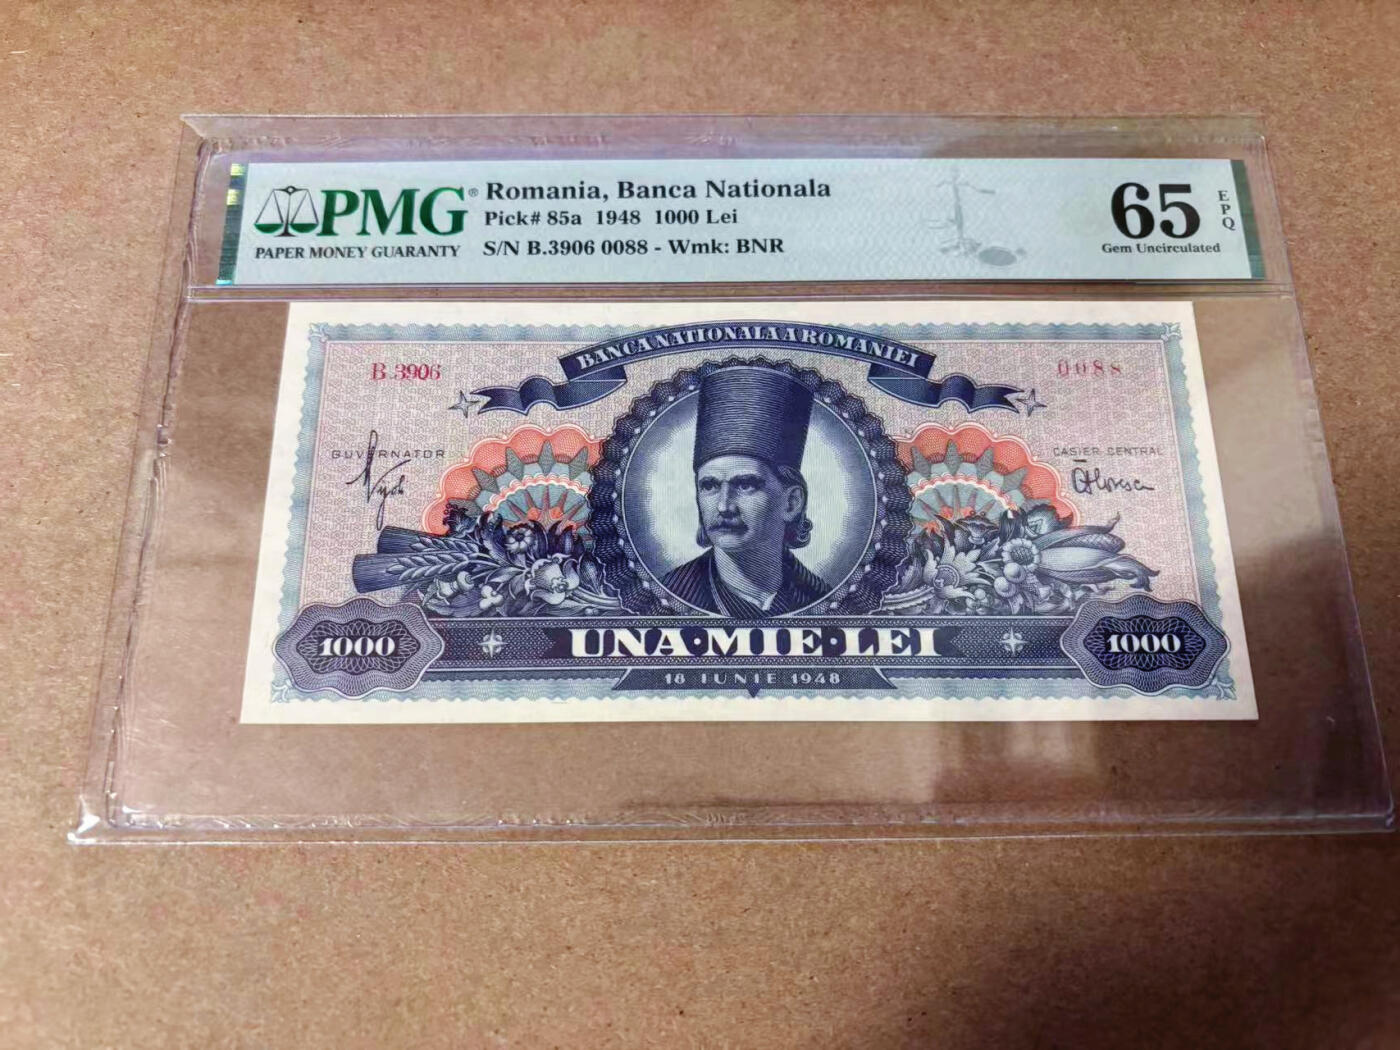 PMG®
PAPER MONEY GUARANTY
Romania, Banca Nationala
Pick# 85a 1948 1000 Lei
S/N B.3906 0088 - Wmk: BNR
65
EPQ
Gem Uncirculated
BANCA NATIONALA A ROMANIEI
B.3906
0088
GUVERNATOR
CASIER CENTRAL
1000
UNA·MIE·LEI
1000
18 IUNIE 1948